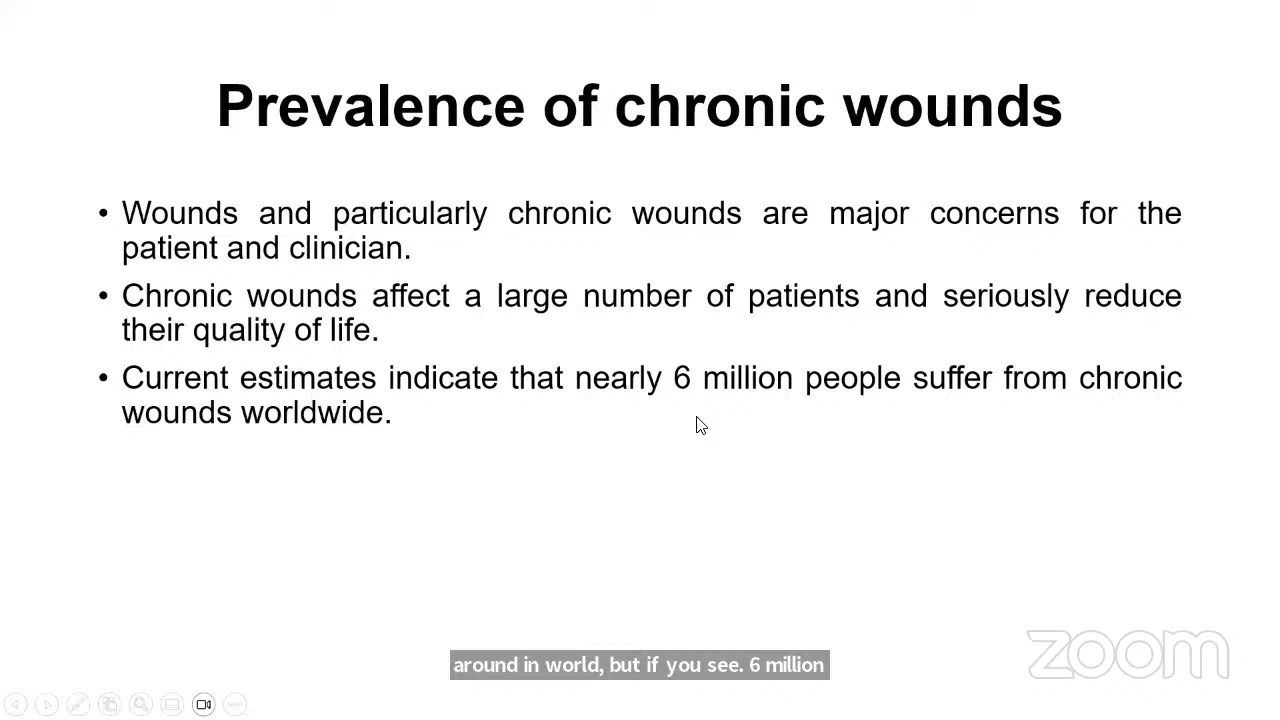 Prevalence of chronic wounds
• Wounds and particularly chronic wounds are major concerns for the
patient and clinician.
• Chronic wounds affect a large number of patients and seriously reduce
their quality of life.
• Current estimates indicate that nearly 6 million people suffer from chronic
wounds worldwide.
zoom
around in world, but if you see. 6 million